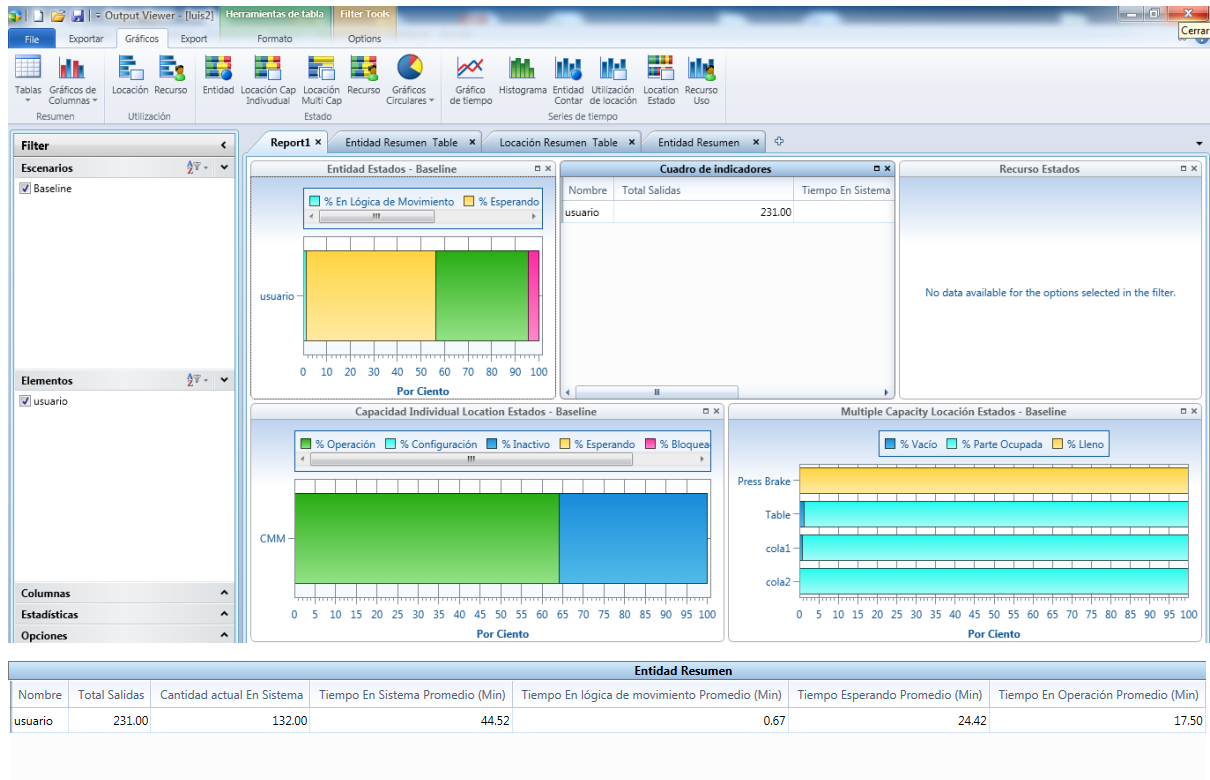 Output Viewer - [luis2]
Herramientas de tabla
Filter Tools
Cerrar
File
Exportar
Gráficos
Export
Formato
Options
Tablas
Gráficos de Columnas
Locación
Recurso
Entidad
Locación Cap Indivudual
Locación Multi Cap
Recurso
Gráficos Circulares
Gráfico de tiempo
Histograma
Entidad Contar
Utilización de locación
Location Estado
Recurso Uso
Resumen
Utilización
Estado
Series de tiempo
Filter
Escenarios
Baseline
Elementos
usuario
Columnas
Estadísticas
Opciones
Report1
Entidad Resumen Table
Locación Resumen Table
Entidad Resumen
Entidad Estados - Baseline
% En Lógica de Movimiento
% Esperando
usuario
0 10 20 30 40 50 60 70 80 90 100
Por Ciento
Cuadro de indicadores
Nombre Total Salidas Tiempo En Sistema
usuario 231.00
Recurso Estados
No data available for the options selected in the filter.
Capacidad Individual Location Estados - Baseline
% Operación % Configuración % Inactivo % Esperando % Bloquea
CMM
0 5 10 15 20 25 30 35 40 45 50 55 60 65 70 75 80 85 90 95 100
Por Ciento
Multiple Capacity Locación Estados - Baseline
% Vacío % Parte Ocupada % Lleno
Press Brake
Table
cola1
cola2
0 5 10 15 20 25 30 35 40 45 50 55 60 65 70 75 80 85 90 95 100
Por Ciento
Entidad Resumen
Nombre Total Salidas Cantidad actual En Sistema Tiempo En Sistema Promedio (Min) Tiempo En lógica de movimiento Promedio (Min) Tiempo Esperando Promedio (Min) Tiempo En Operación Promedio (Min)
usuario 231.00 132.00 44.52 0.67 24.42 17.50